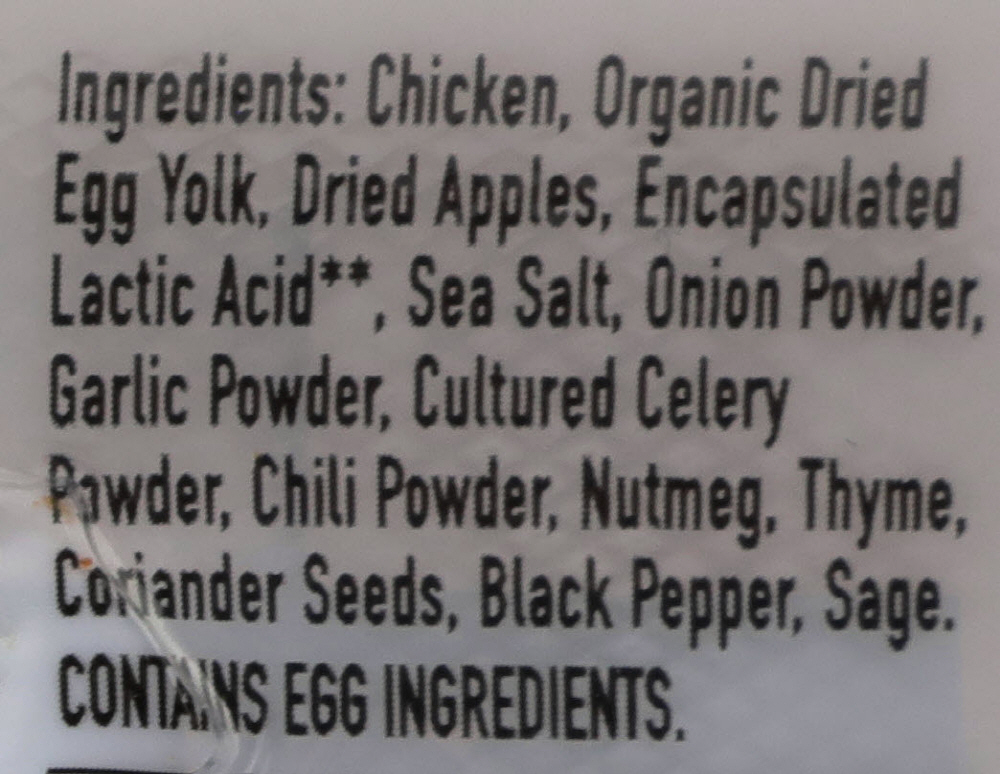 Ingredients: Chicken, Organic Dried
Egg Yolk, Dried Apples, Encapsulated
Lactic Acid**, Sea Salt, Onion Powder,
Garlic Powder, Cultured Celery
Powder, Chili Powder, Nutmeg, Thyme,
Coriander Seeds, Black Pepper, Sage.
CONTAINS EGG INGREDIENTS.